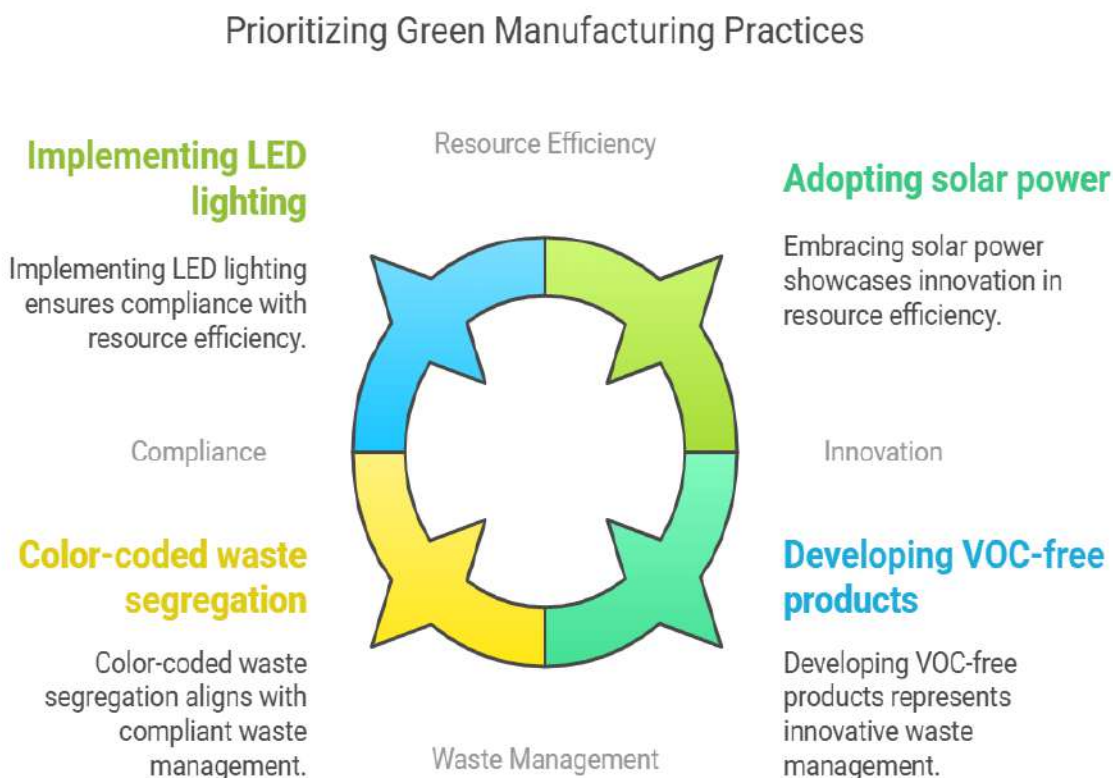 Prioritizing Green Manufacturing Practices
Resource Efficiency
Implementing LED
lighting
Implementing LED lighting
ensures compliance with
resource efficiency.
Adopting solar power
Embracing solar power
showcases innovation in
resource efficiency.
Compliance
Innovation
Color-coded waste
segregation
Color-coded waste
segregation aligns with
compliant waste
management.
Developing VOC-free
products
Developing VOC-free
products represents
innovative waste
management.
Waste Management